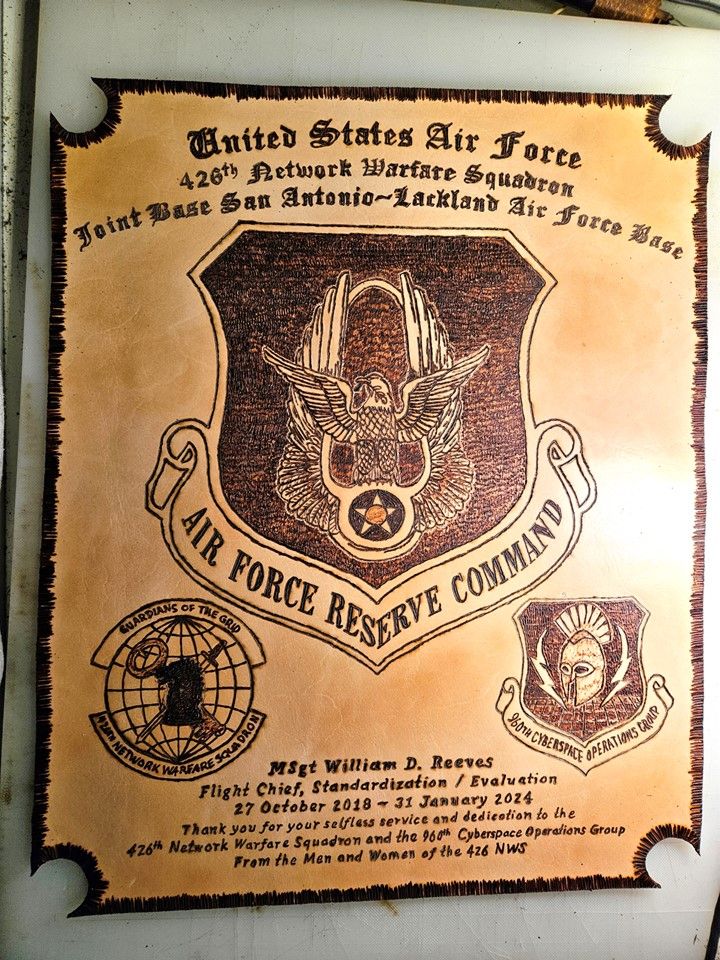 United States Air Force
426th Network Warfare Squadron
Joint Base San Antonio~Lackland Air Force Base
AIR FORCE RESERVE COMMAND
GUARDIANS OF THE GRID
426th NETWORK WARFARE SQUADRON
960th CYBERSPACE OPERATIONS GROUP
MSgt William D. Reeves
Flight Chief, Standardization / Evaluation
27 October 2018 ~ 31 January 2024
Thank you for your selfless service and dedication to the
426th Network Warfare Squadron and the 960th Cyberspace Operations Group
From the Men and Women of the 426 NWS